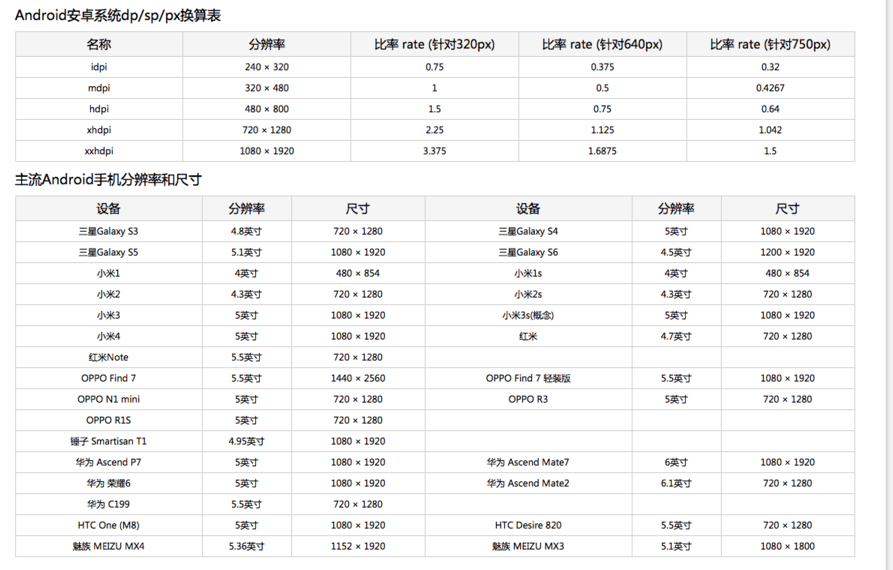 Android安卓系统dp/sp/px换算表
名称 分辨率 比率 rate (针对320px) 比率 rate (针对640px) 比率 rate (针对750px)
idpi 240 × 320 0.75 0.375 0.32
mdpi 320 × 480 1 0.5 0.4267
hdpi 480 × 800 1.5 0.75 0.64
xhdpi 720 × 1280 2.25 1.125 1.042
xxhdpi 1080 × 1920 3.375 1.6875 1.5
主流Android手机分辨率和尺寸
设备 分辨率 尺寸 设备 分辨率 尺寸
三星Galaxy S3 4.8英寸 720 × 1280 三星Galaxy S4 5英寸 1080 × 1920
三星Galaxy S5 5.1英寸 1080 × 1920 三星Galaxy S6 4.5英寸 1200 × 1920
小米1 4英寸 480 × 854 小米1s 4英寸 480 × 854
小米2 4.3英寸 720 × 1280 小米2s 4.3英寸 720 × 1280
小米3 5英寸 1080 × 1920 小米3s(概念) 5英寸 1080 × 1920
小米4 5英寸 1080 × 1920 红米 4.7英寸 720 × 1280
红米Note 5.5英寸 720 × 1280
OPPO Find 7 5.5英寸 1440 × 2560 OPPO Find 7 轻装版 5.5英寸 1080 × 1920
OPPO N1 mini 5英寸 720 × 1280 OPPO R3 5英寸 720 × 1280
OPPO R1S 5英寸 720 × 1280
锤子 Smartisan T1 4.95英寸 1080 × 1920
华为 Ascend P7 5英寸 1080 × 1920 华为 Ascend Mate7 6英寸 1080 × 1920
华为 荣耀6 5英寸 1080 × 1920 华为 Ascend Mate2 6.1英寸 720 × 1280
华为 C199 5.5英寸 720 × 1280
HTC One (M8) 5英寸 1080 × 1920 HTC Desire 820 5.5英寸 720 × 1280
魅族 MEIZU MX4 5.36英寸 1152 × 1920 魅族 MEIZU MX3 5.1英寸 1080 × 1800